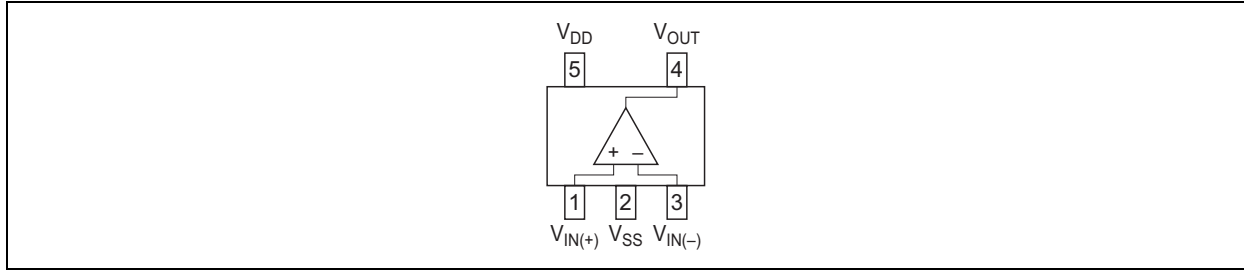 V_DD V_OUT
5 4
+ –
1 2 3
V_IN(+) V_SS V_IN(–)